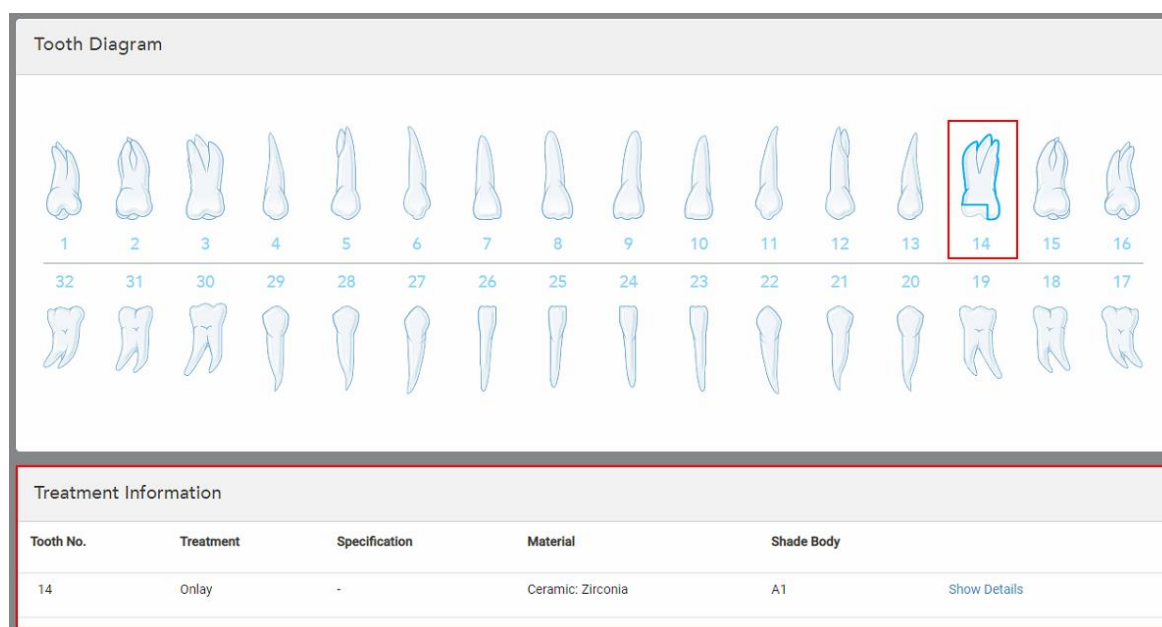 Tooth Diagram
1 2 3 4 5 6 7 8 9 10 11 12 13 14 15 16
32 31 30 29 28 27 26 25 24 23 22 21 20 19 18 17
Treatment Information
Tooth No. Treatment Specification Material Shade Body
14 Onlay - Ceramic: Zirconia A1 Show Details